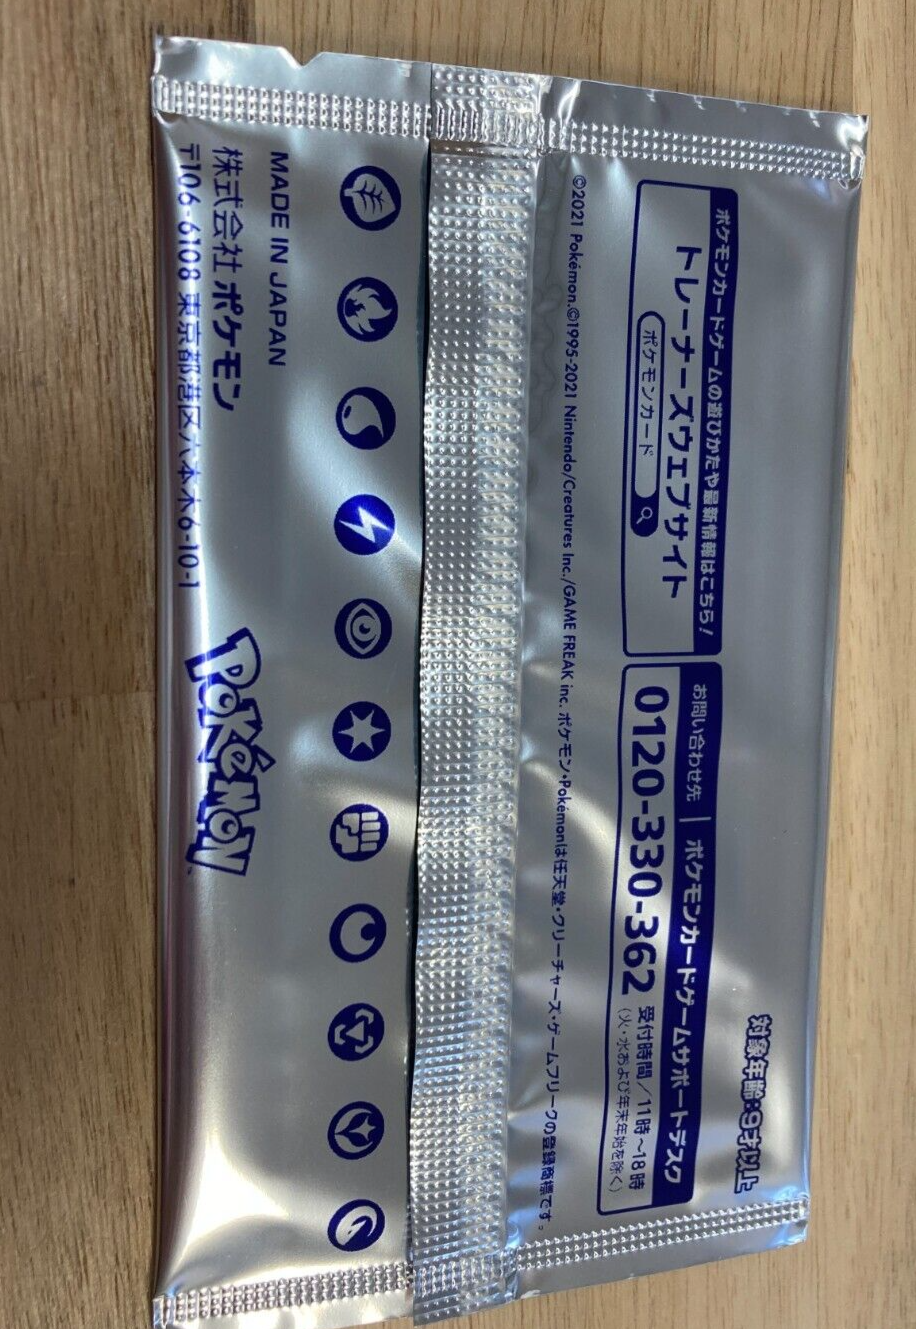 対象年齢:9才以上
ポケモンカードゲームの遊びかたや最新情報はこちら!
トレーナーズウェブサイト
ポケモンカード
お問い合わせ先 | ポケモンカードゲームサポートデスク
0120-330-362 受付時間/11時~18時
(火・水および年末年始を除く)
©2021 Pokémon.©1995-2021 Nintendo/Creatures Inc./GAME FREAK inc. ポケモン・Pokémonは任天堂・クリーチャーズ・ゲームフリークの登録商標です。
MADE IN JAPAN
株式会社ポケモン
〒106-6108 東京都港区六本木6-10-1
POKéMON